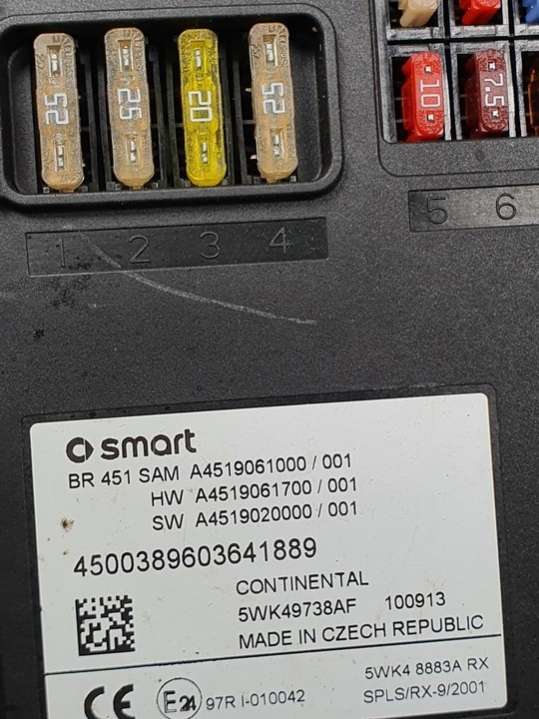 25 25 20 25
10 7.5
1 2 3 4
5 6
smart
BR 451 SAM A4519061000 / 001
HW A4519061700 / 001
SW A4519020000 / 001
4500389603641889
CONTINENTAL
5WK49738AF 100913
MADE IN CZECH REPUBLIC
5WK4 8883A RX
CE E24 97R I-010042 SPLS/RX-9/2001